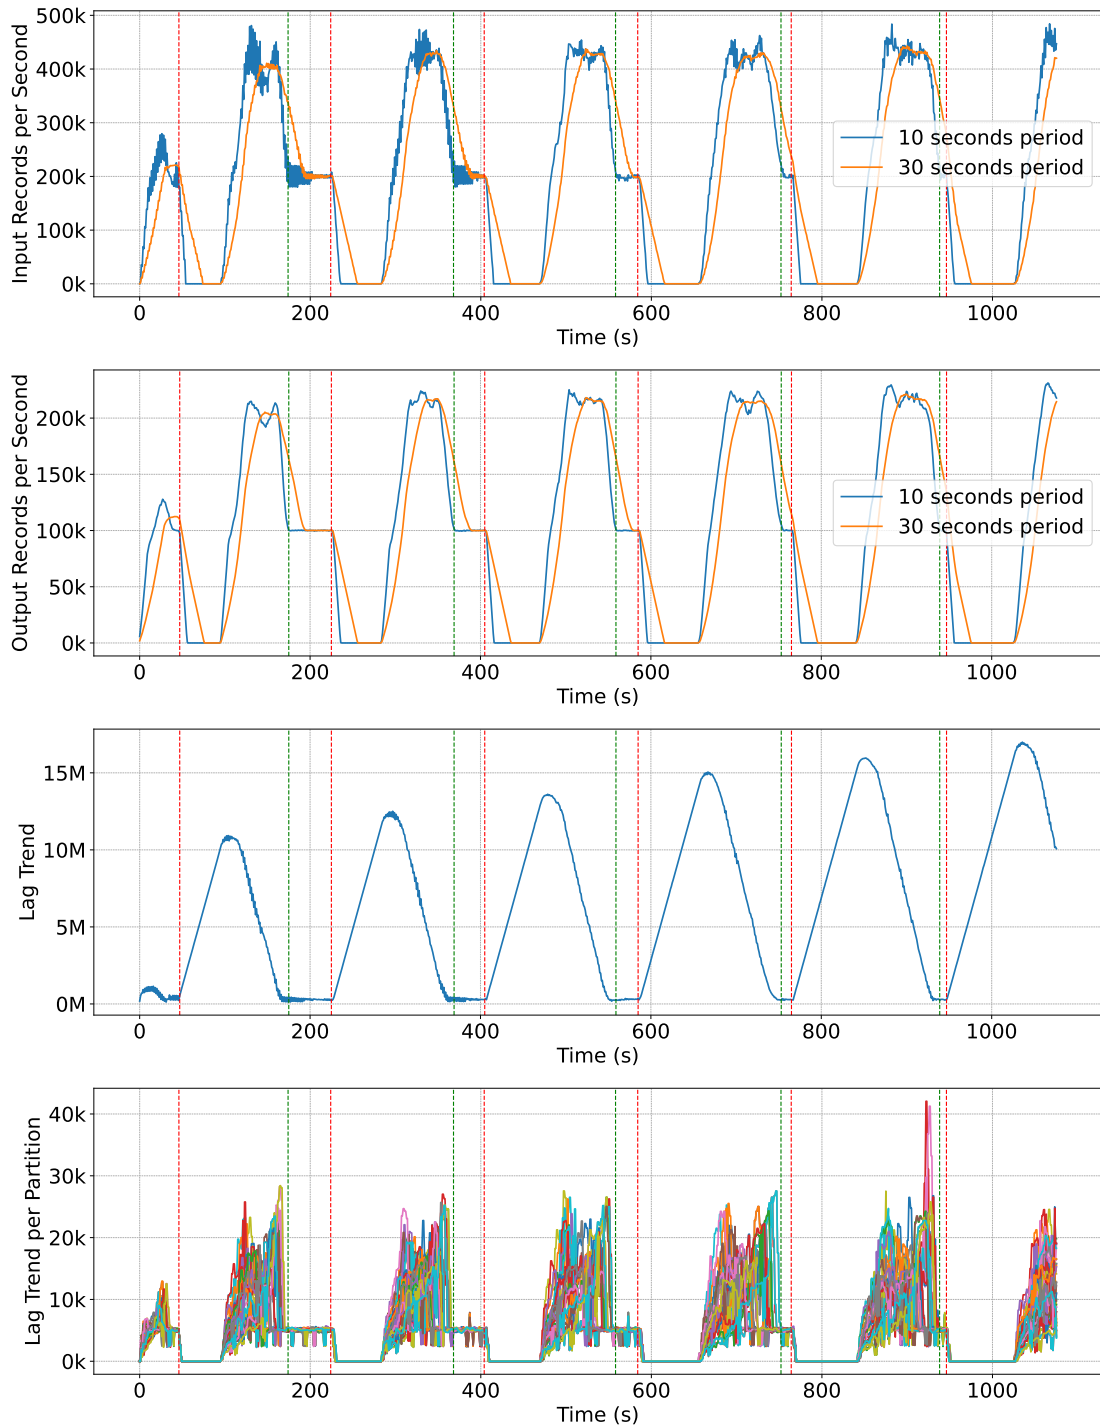 Input Records per Second
500k
400k
300k
200k
100k
0k
10 seconds period
30 seconds period
0 200 400 600 800 1000
Time (s)
Output Records per Second
200k
150k
100k
50k
0k
10 seconds period
30 seconds period
0 200 400 600 800 1000
Time (s)
Lag Trend
15M
10M
5M
0M
0 200 400 600 800 1000
Time (s)
Lag Trend per Partition
40k
30k
20k
10k
0k
0 200 400 600 800 1000
Time (s)